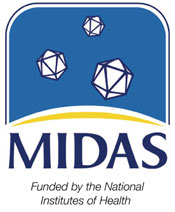 MIDAS
Funded by the National
Institutes of Health